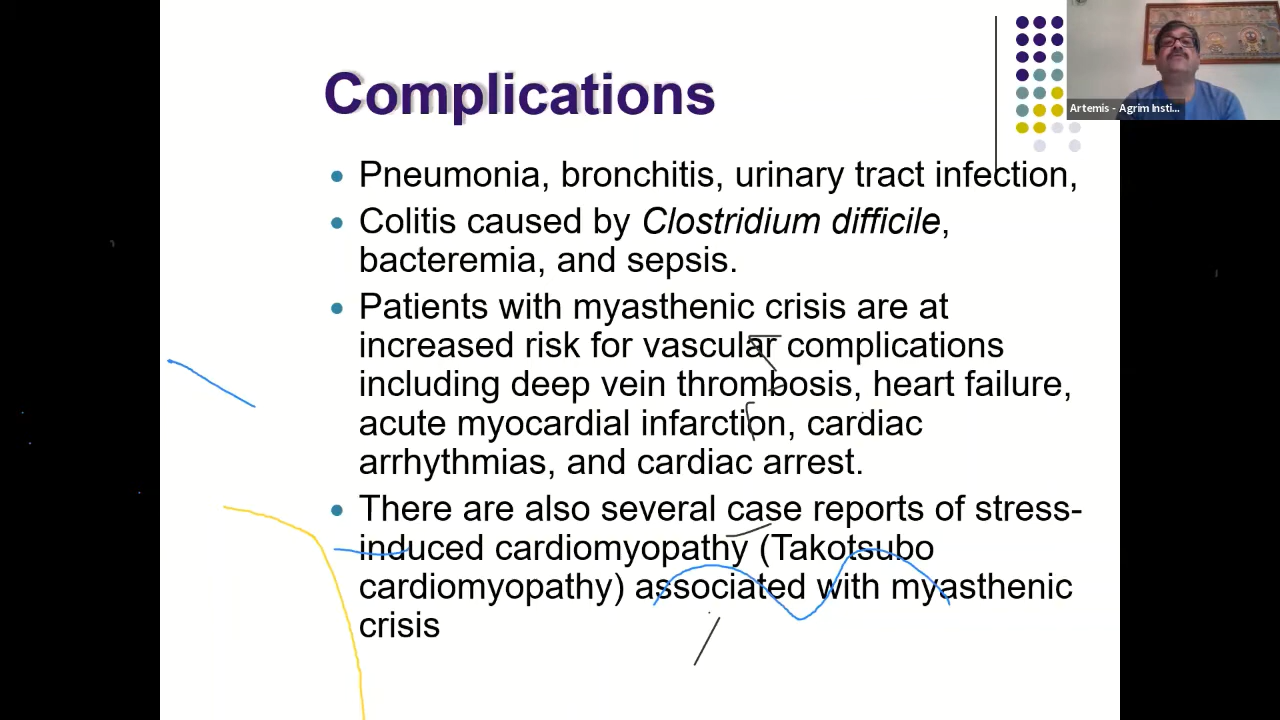 Complications
Artemis - Agrim Insti...
Pneumonia, bronchitis, urinary tract infection,
Colitis caused by Clostridium difficile,
bacteremia, and sepsis.
Patients with myasthenic crisis are at
increased risk for vascular complications
including deep vein thrombosis, heart failure,
acute myocardial infarction, cardiac
arrhythmias, and cardiac arrest.
There are also several case reports of stress-
induced cardiomyopathy (Takotsubo
cardiomyopathy) associated with myasthenic
crisis